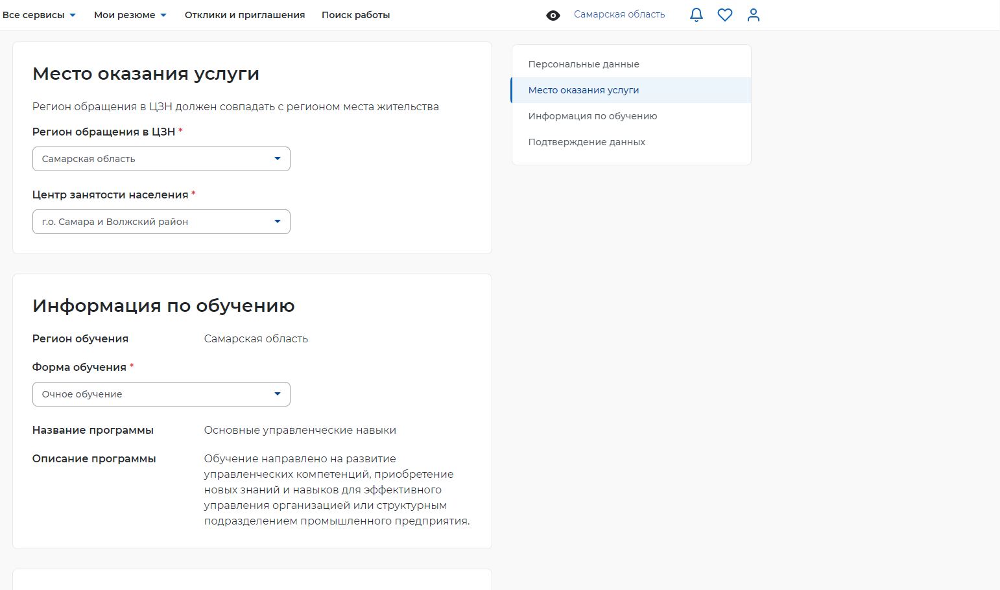 Все сервисы
Мои резюме
Отклики и приглашения
Поиск работы
Самарская область
Место оказания услуги
Регион обращения в ЦЗН должен совпадать с регионом места жительства
Регион обращения в ЦЗН *
Самарская область
Центр занятости населения *
г.о. Самара и Волжский район
Информация по обучению
Регион обучения
Самарская область
Форма обучения *
Очное обучение
Название программы
Основные управленческие навыки
Описание программы
Обучение направлено на развитие
управленческих компетенций, приобретение
новых знаний и навыков для эффективного
управления организацией или структурным
подразделением промышленного предприятия.
Персональные данные
Место оказания услуги
Информация по обучению
Подтверждение данных